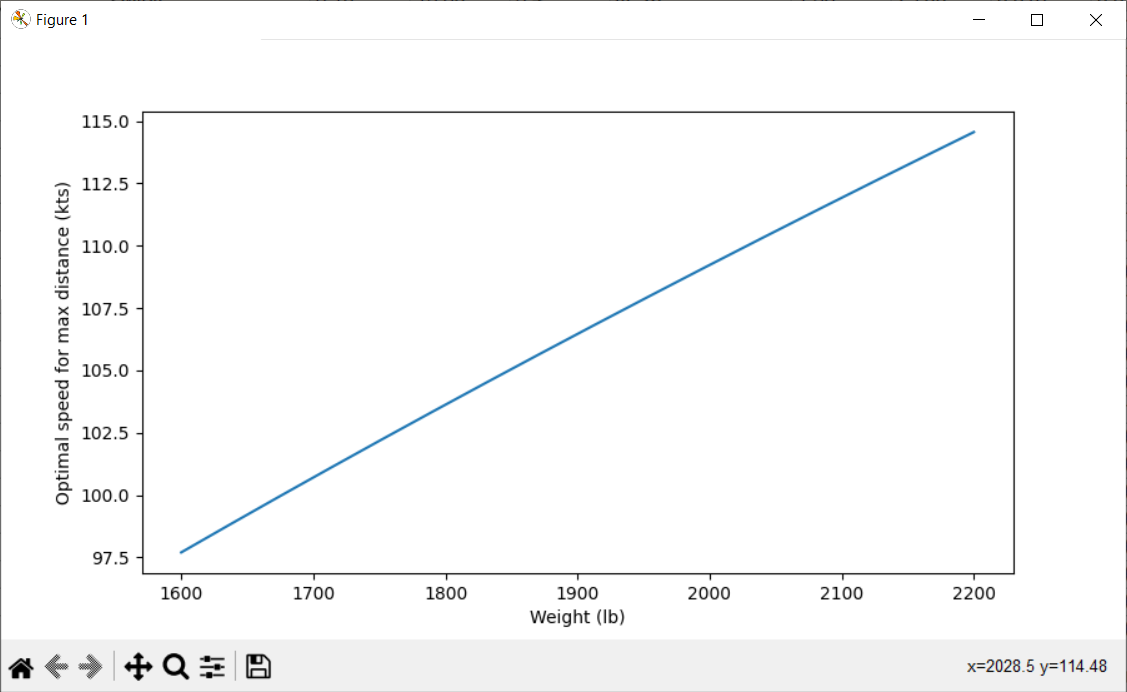 Figure 1
115.0
112.5
110.0
107.5
105.0
102.5
100.0
97.5
Optimal speed for max distance (kts)
1600 1700 1800 1900 2000 2100 2200
Weight (lb)
x=2028.5 y=114.48